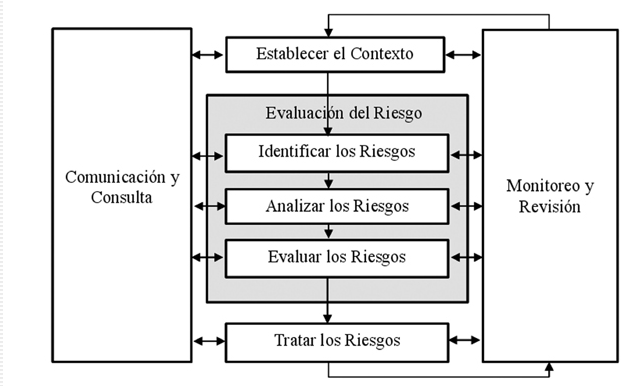 Establecer el Contexto
Evaluación del Riesgo
Identificar los Riesgos
Comunicación y
Consulta
Analizar los Riesgos
Monitoreo y
Revisión
Evaluar los Riesgos
Tratar los Riesgos